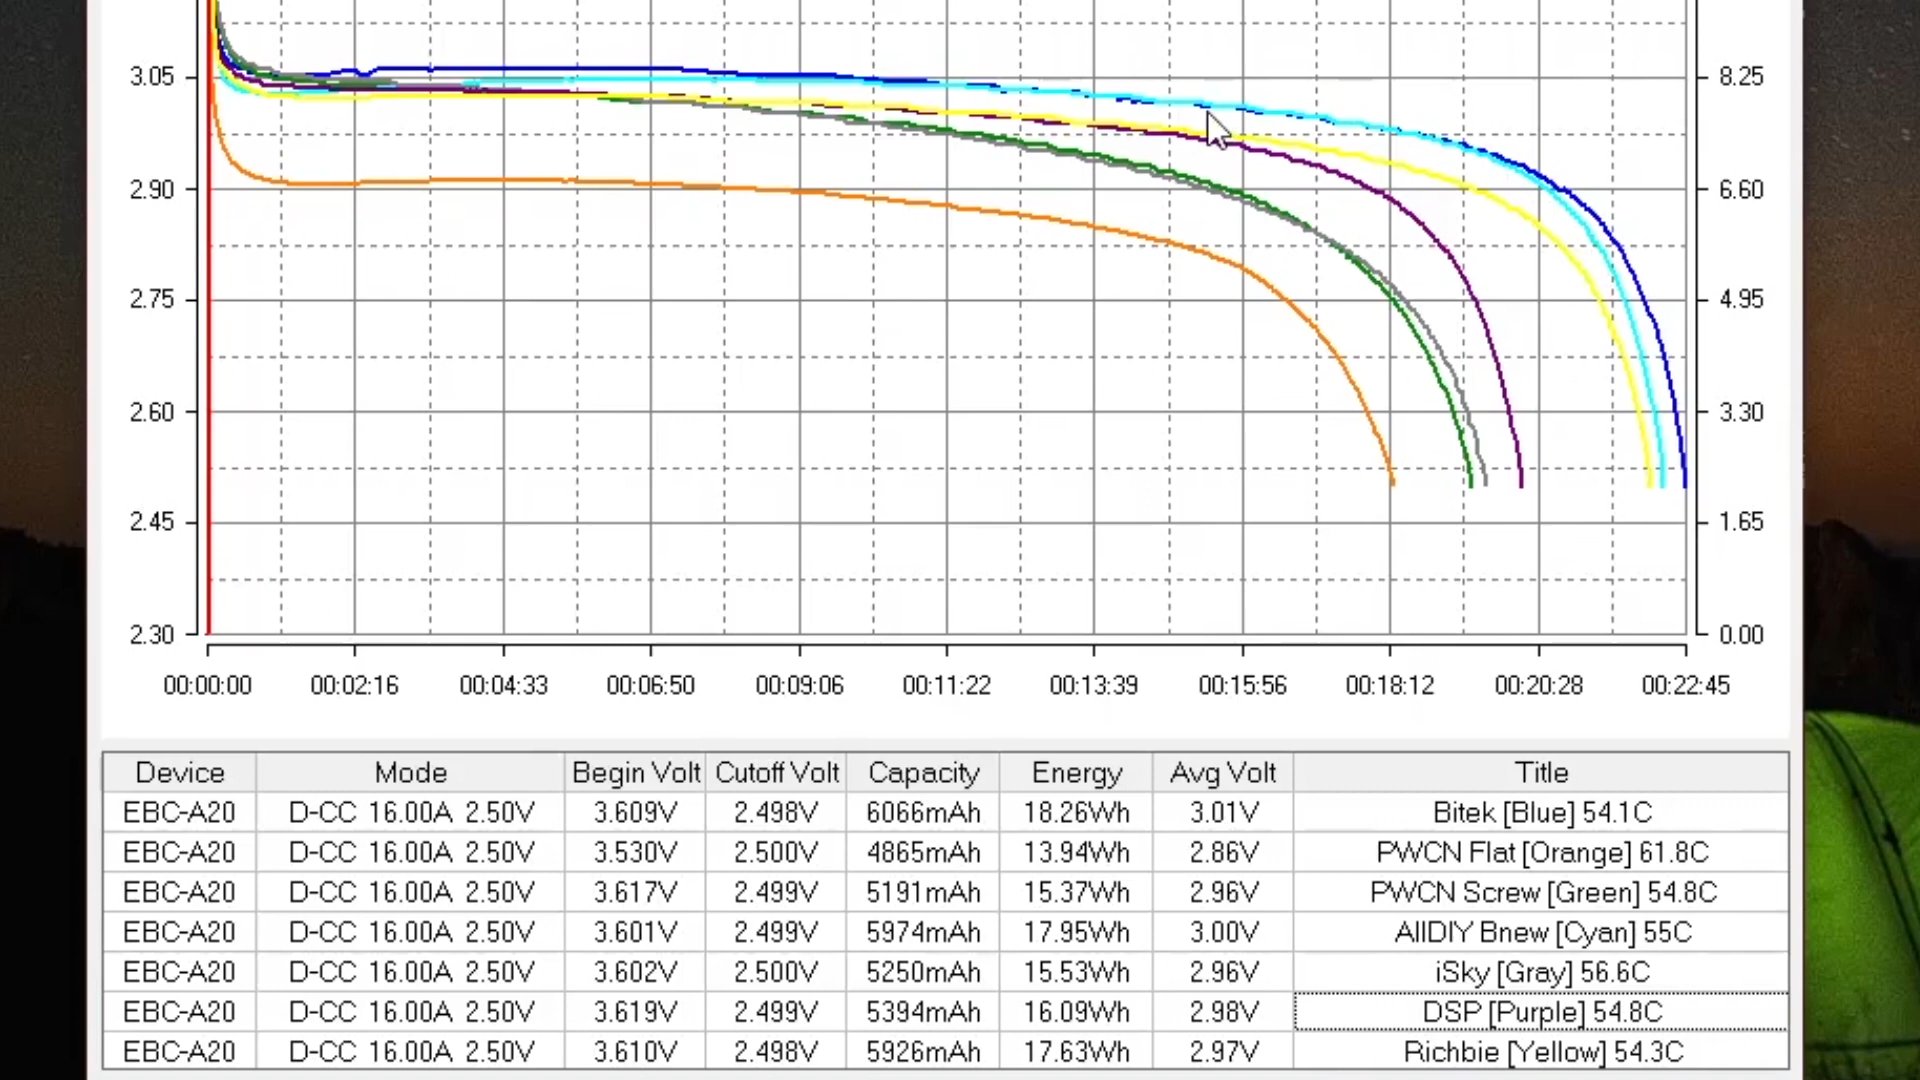 3.05 8.25
2.90 6.60
2.75 4.95
2.60 3.30
2.45 1.65
2.30 0.00
00:00:00 00:02:16 00:04:33 00:06:50 00:09:06 00:11:22 00:13:39 00:15:56 00:18:12 00:20:28 00:22:45
Device Mode Begin Volt Cutoff Volt Capacity Energy Avg Volt Title
EBC-A20 D-CC 16.00A 2.50V 3.609V 2.498V 6066mAh 18.26Wh 3.01V Bitek [Blue] 54.1C
EBC-A20 D-CC 16.00A 2.50V 3.530V 2.500V 4865mAh 13.94Wh 2.86V PWCN Flat [Orange] 61.8C
EBC-A20 D-CC 16.00A 2.50V 3.617V 2.499V 5191mAh 15.37Wh 2.96V PWCN Screw [Green] 54.8C
EBC-A20 D-CC 16.00A 2.50V 3.601V 2.499V 5974mAh 17.95Wh 3.00V AllDIY Bnew [Cyan] 55C
EBC-A20 D-CC 16.00A 2.50V 3.602V 2.500V 5250mAh 15.53Wh 2.96V iSky [Gray] 56.6C
EBC-A20 D-CC 16.00A 2.50V 3.619V 2.499V 5394mAh 16.09Wh 2.98V DSP [Purple] 54.8C
EBC-A20 D-CC 16.00A 2.50V 3.610V 2.498V 5926mAh 17.63Wh 2.97V Richbie [Yellow] 54.3C